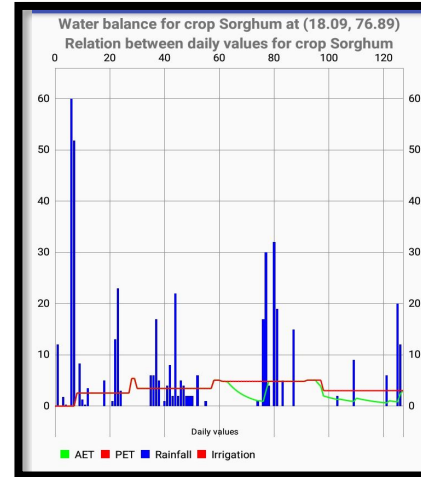 Water balance for crop Sorghum at (18.09, 76.89)
Relation between daily values for crop Sorghum
0 20 40 60 80 100 120
60 60
50 50
40 40
30 30
20 20
10 10
0 0
Daily values
AET PET Rainfall Irrigation